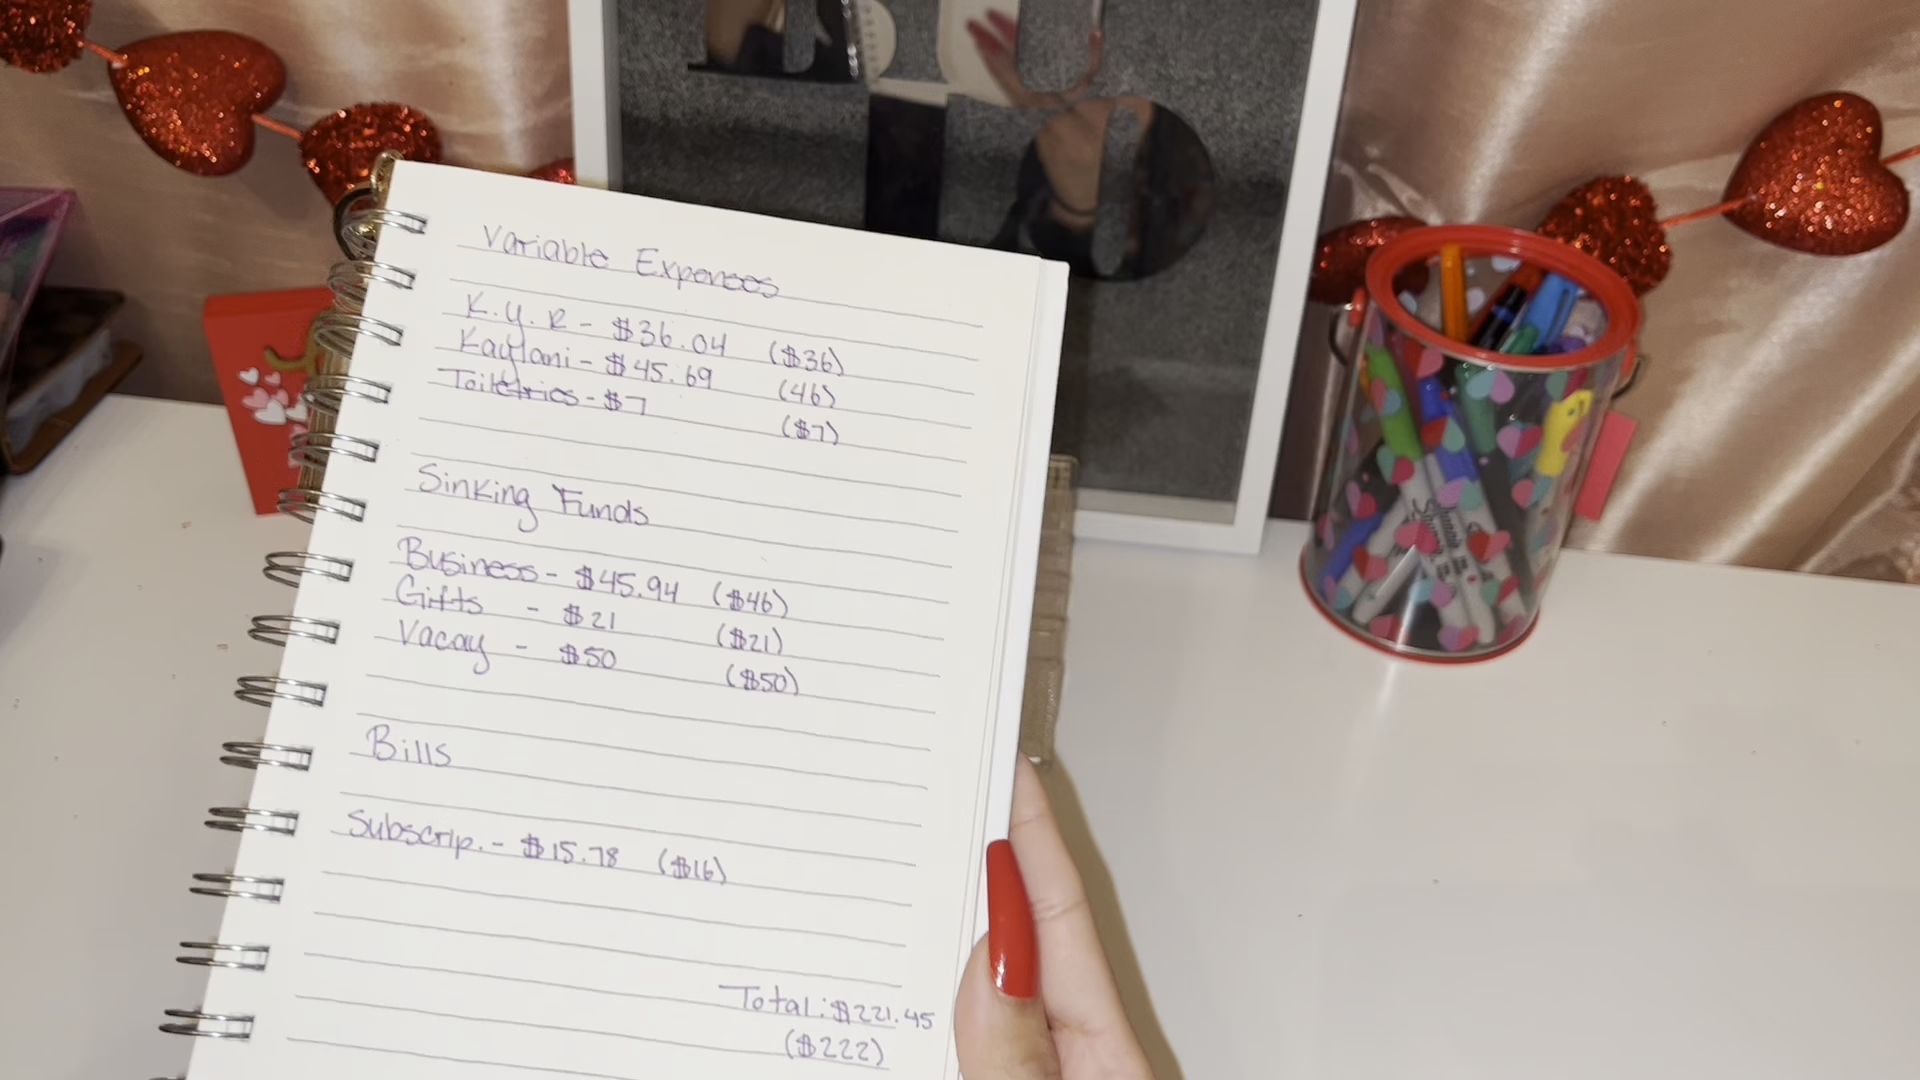 Variable Expenses
K.Y.R - $36.04 ($36)
Kaylani - $45.69 (46)
Toiletries - $7 ($7)
Sinking Funds
Business - $45.94 ($46)
Gifts - $21 ($21)
Vacay - $50 ($50)
Bills
Subscrip. - $15.78 ($16)
Total: $221.45
($222)
Sharpie